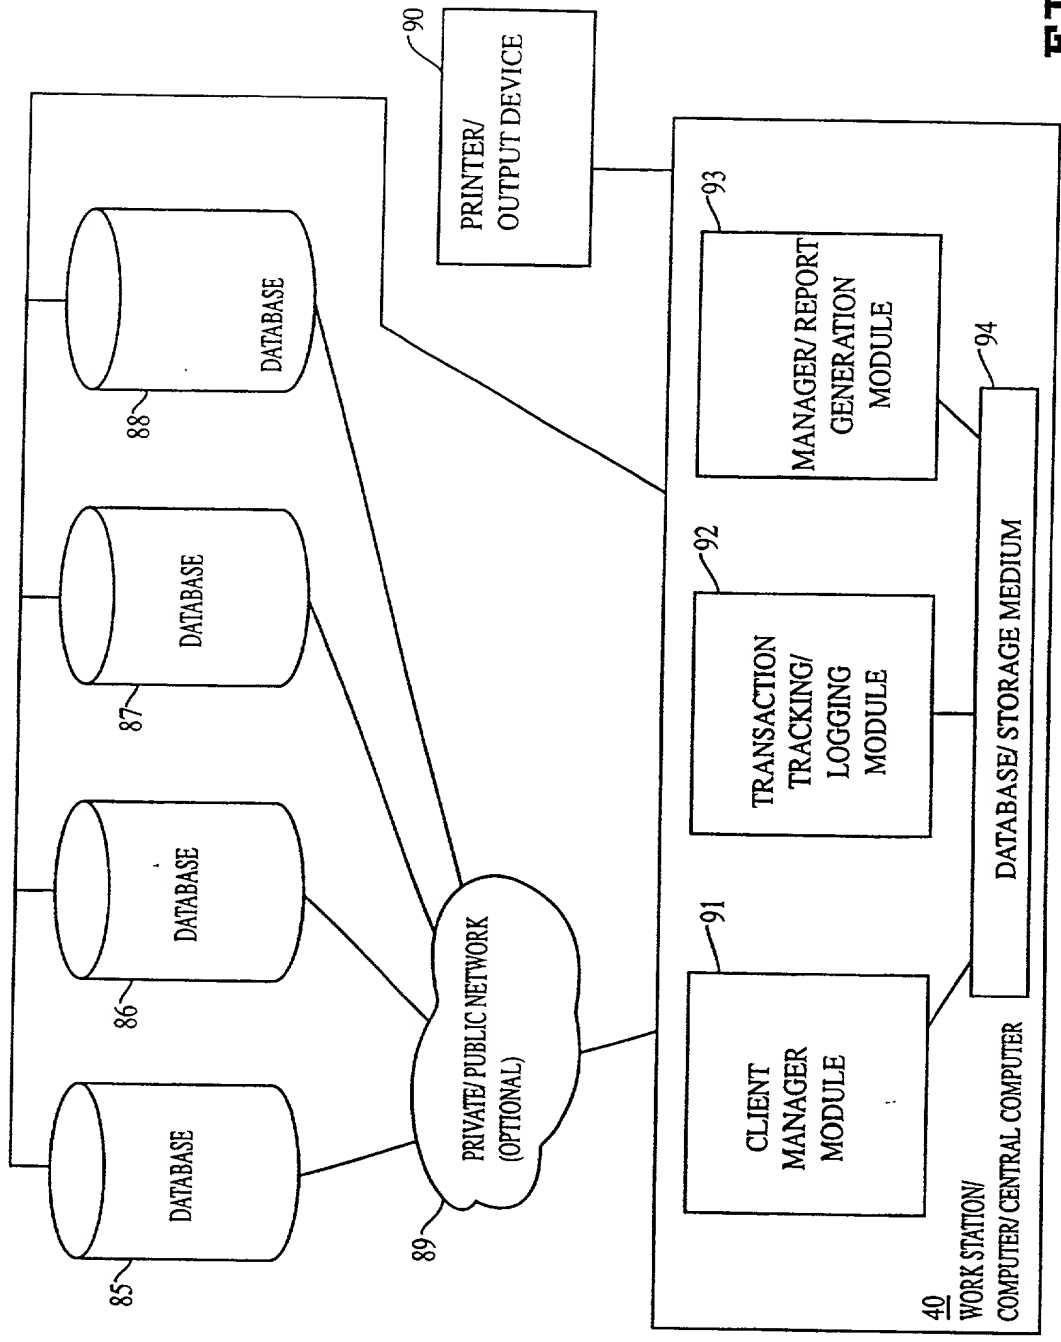 85
DATABASE
86
DATABASE
87
DATABASE
88
DATABASE
89
PRIVATE/ PUBLIC NETWORK
(OPTIONAL)
90
PRINTER/
OUTPUT DEVICE
91
CLIENT
MANAGER
MODULE
92
TRANSACTION
TRACKING/
LOGGING
MODULE
93
MANAGER/ REPORT
GENERATION
MODULE
94
DATABASE/ STORAGE MEDIUM
40
WORK STATION/
COMPUTER/ CENTRAL COMPUTER